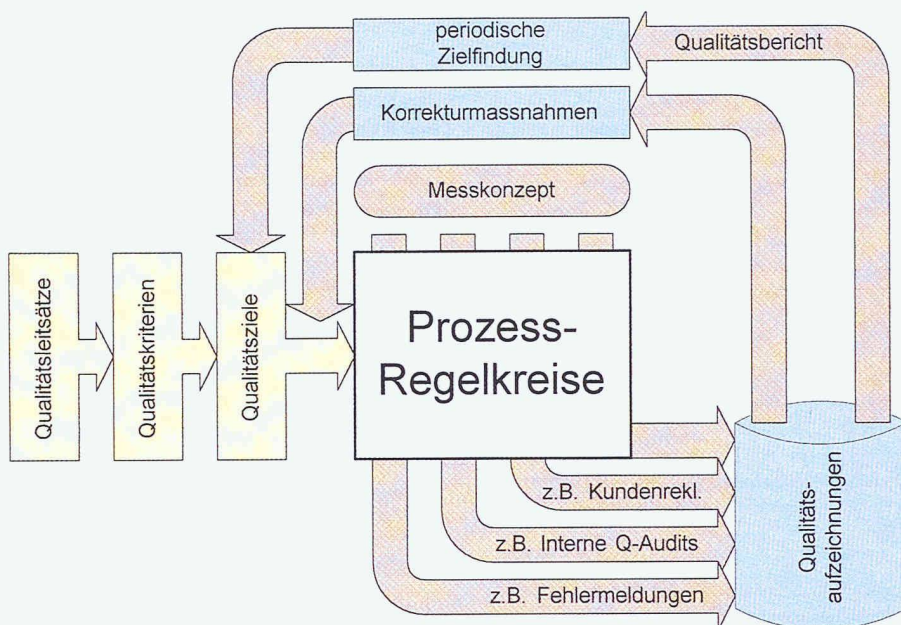 periodische
Zielfindung
Qualitätsbericht
Korrekturmassnahmen
Messkonzept
Qualitätsleitsätze
Qualitätskriterien
Qualitätsziele
Prozess-
Regelkreise
z.B. Kundenrekl.
z.B. Interne Q-Audits
z.B. Fehlermeldungen
Qualitäts-
aufzeichnungen